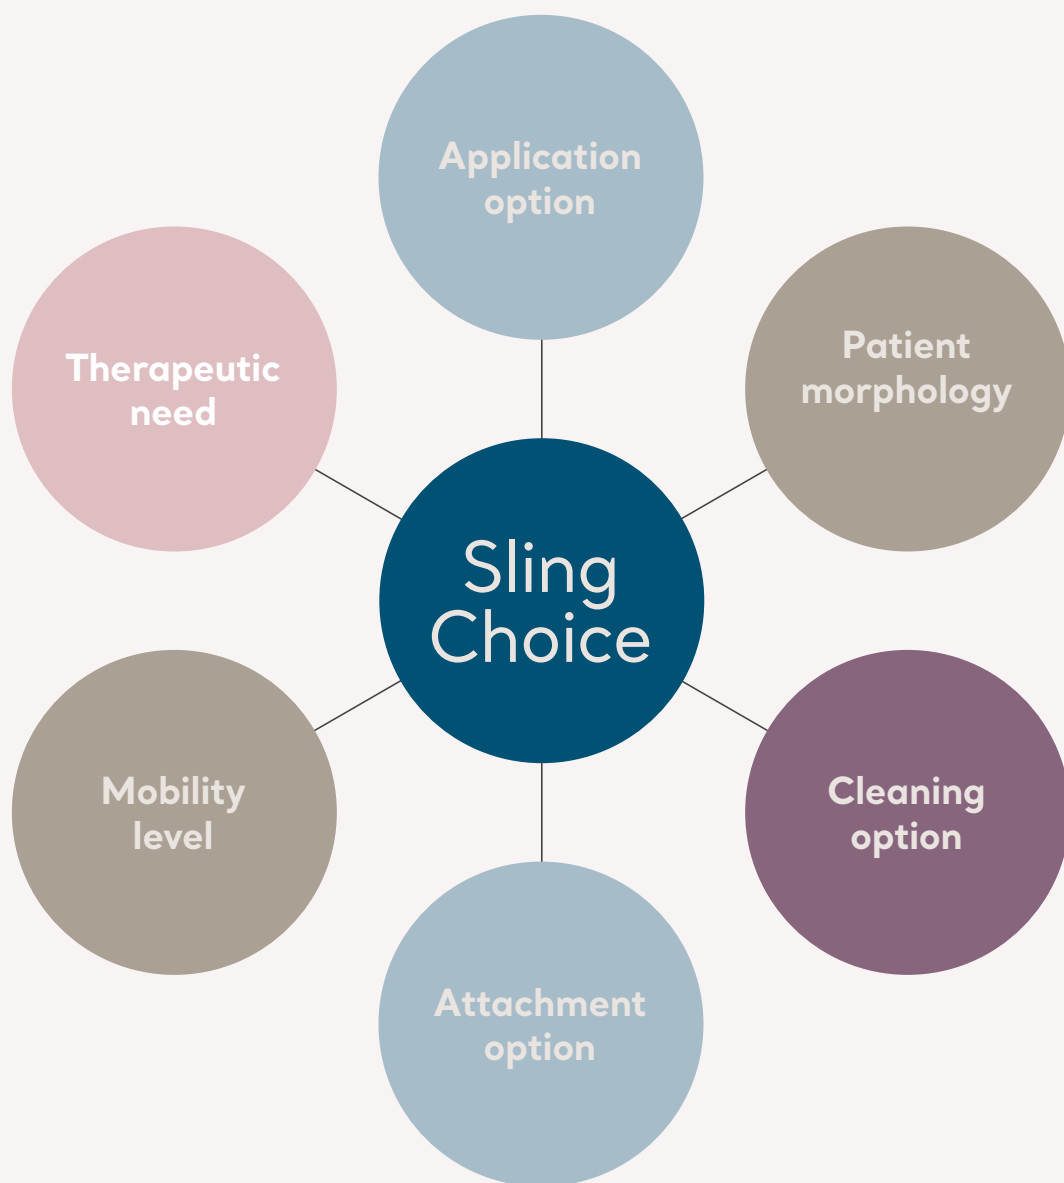 Application
option
Therapeutic
need
Patient
morphology
Sling
Choice
Mobility
level
Cleaning
option
Attachment
option